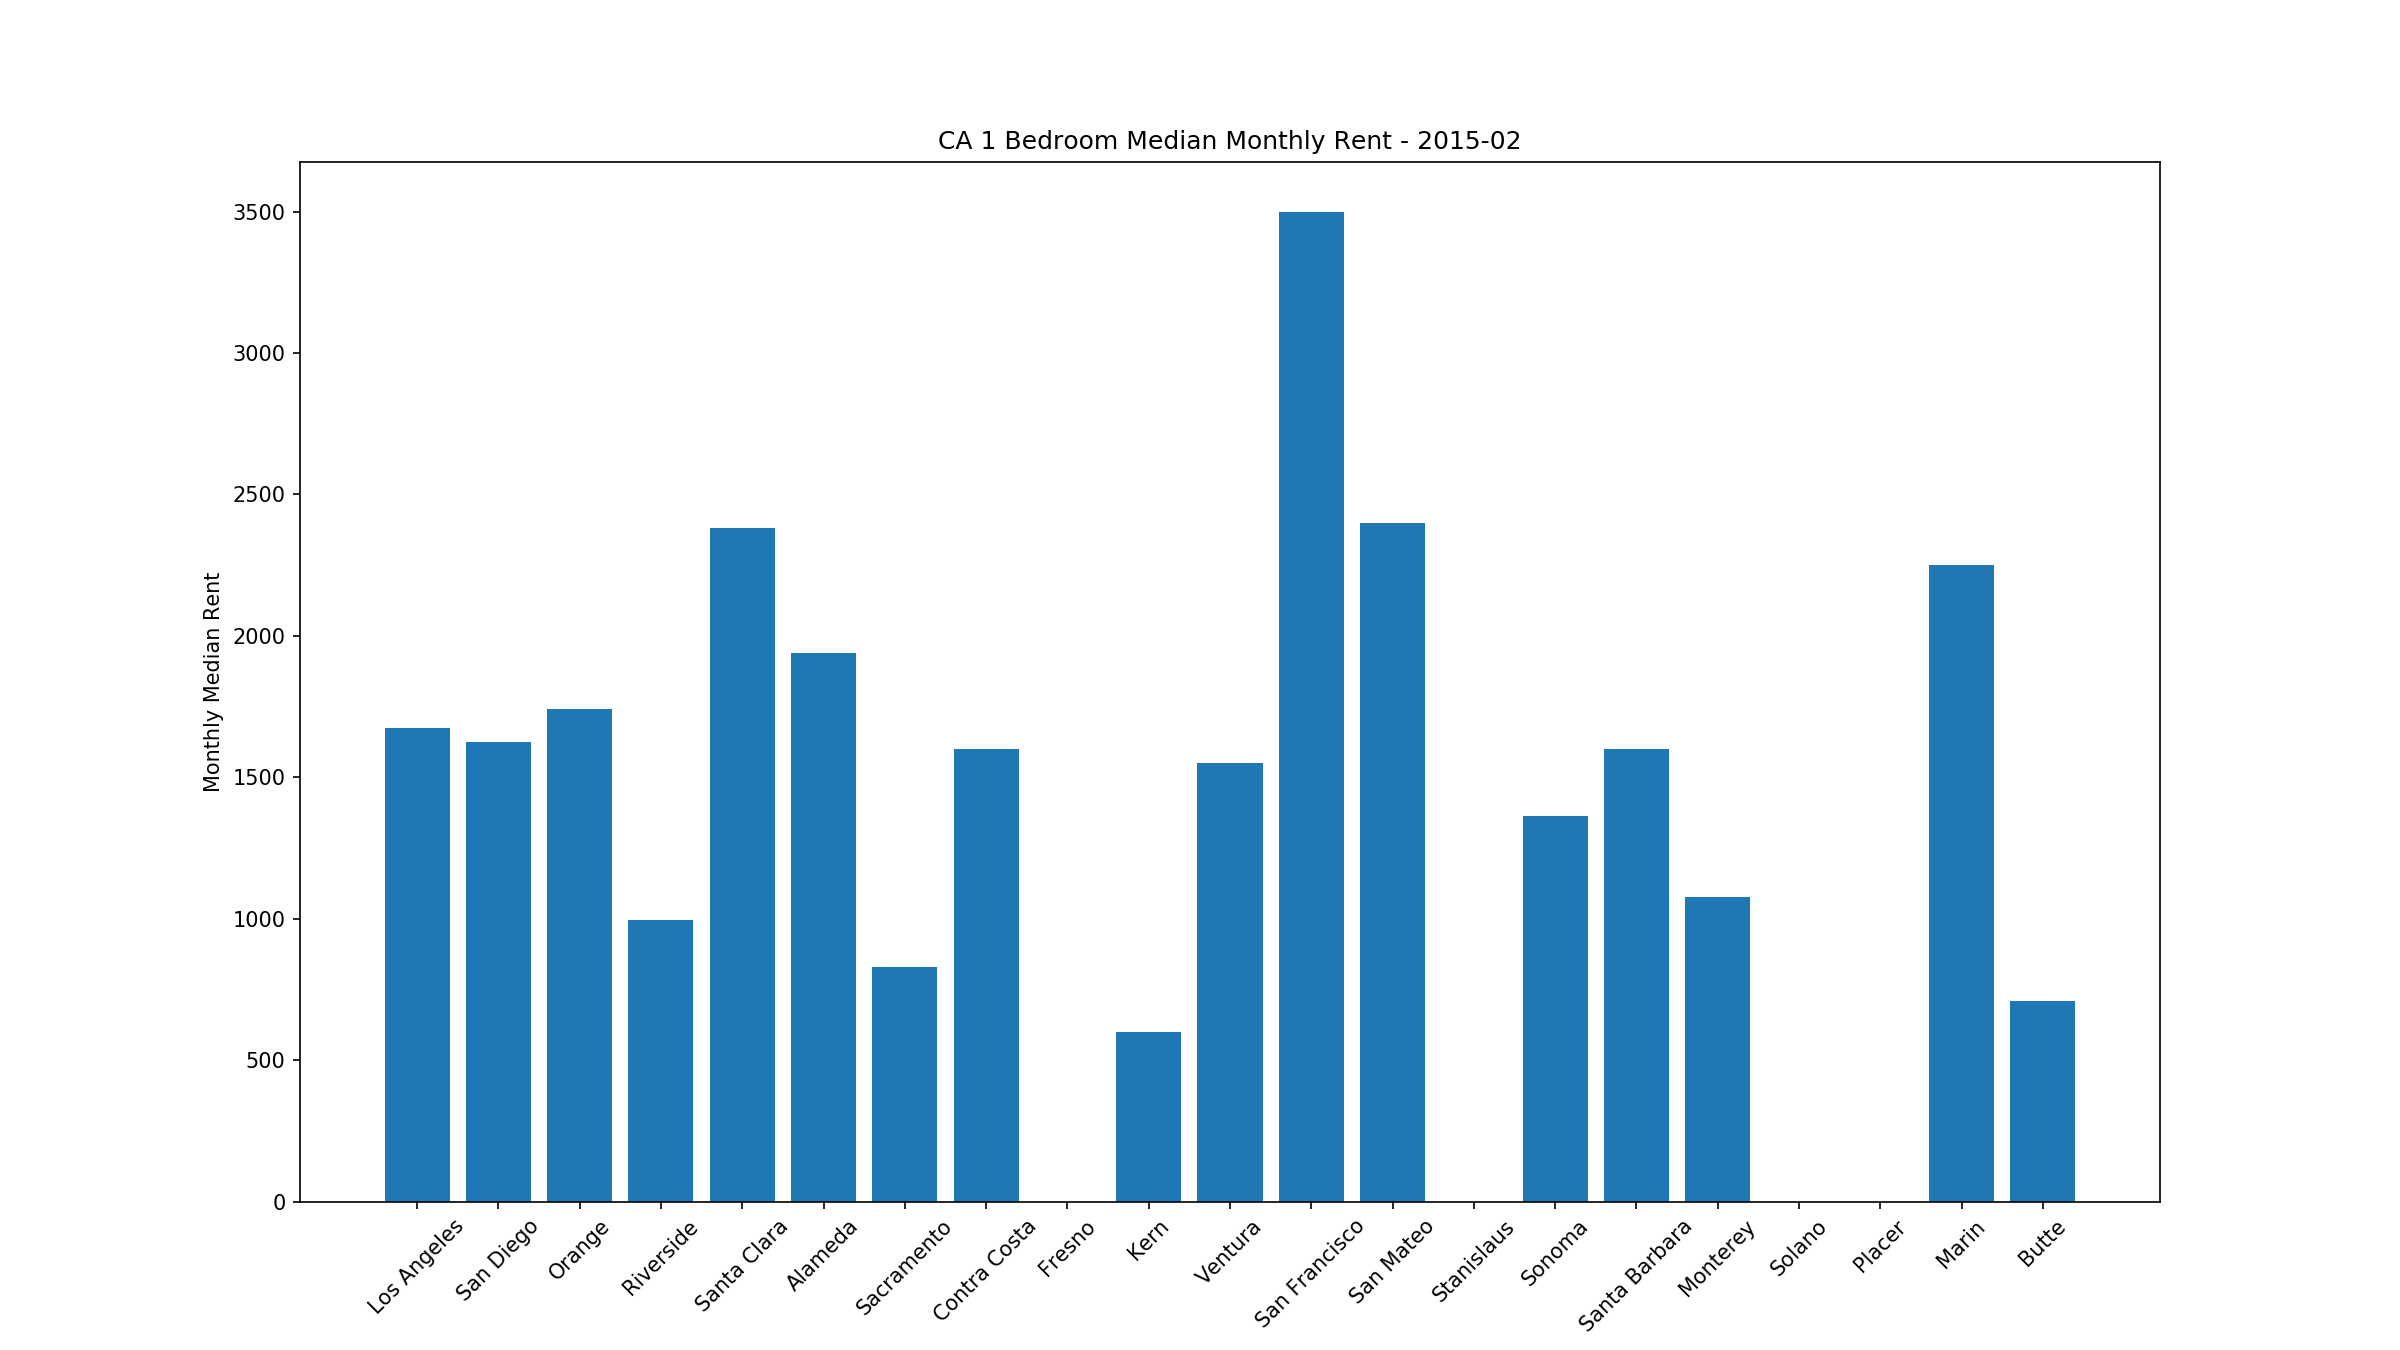 CA 1 Bedroom Median Monthly Rent - 2015-02
Monthly Median Rent
3500
3000
2500
2000
1500
1000
500
0
Los Angeles
San Diego
Orange
Riverside
Santa Clara
Alameda
Sacramento
Contra Costa
Fresno
Kern
Ventura
San Francisco
San Mateo
Stanislaus
Sonoma
Santa Barbara
Monterey
Solano
Placer
Marin
Butte